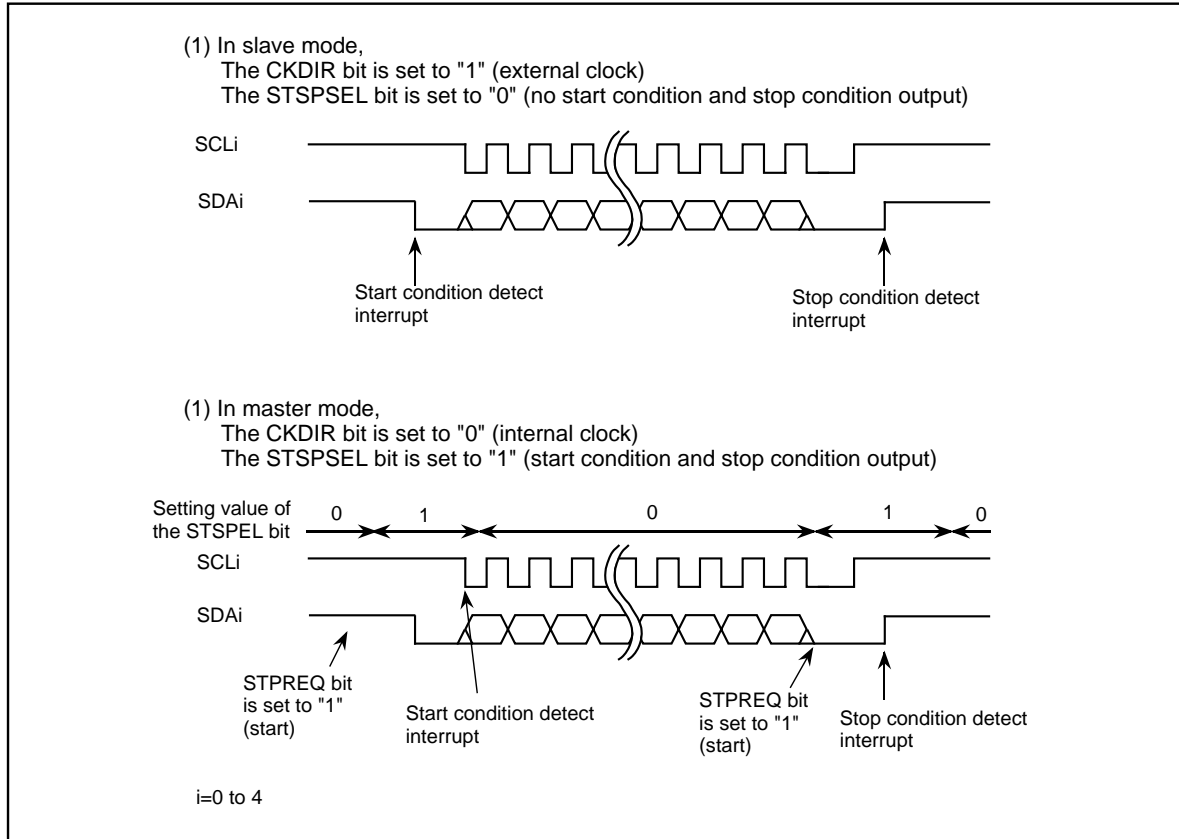 (1) In slave mode,
The CKDIR bit is set to "1" (external clock)
The STSPSEL bit is set to "0" (no start condition and stop condition output)
SCLi
SDAi
Start condition detect
interrupt
Stop condition detect
interrupt
(1) In master mode,
The CKDIR bit is set to "0" (internal clock)
The STSPSEL bit is set to "1" (start condition and stop condition output)
Setting value of
the STSPEL bit
0
1
0
1
0
SCLi
SDAi
STPREQ bit
is set to "1"
(start)
Start condition detect
interrupt
STPREQ bit
is set to "1"
(start)
Stop condition detect
interrupt
i=0 to 4